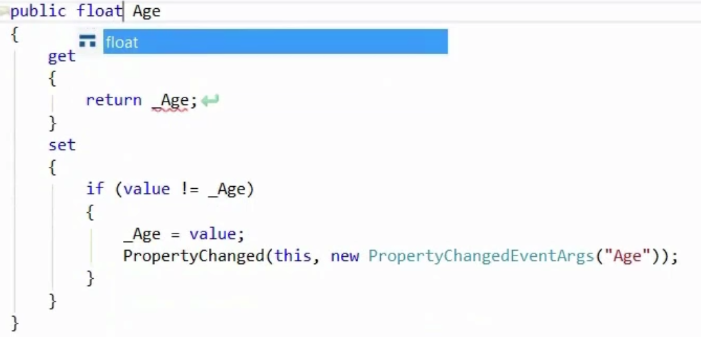 public float Age
{
float
get
{
return _Age;
}
set
{
if (value != _Age)
{
_Age = value;
PropertyChanged(this, new PropertyChangedEventArgs("Age"));
}
}
}